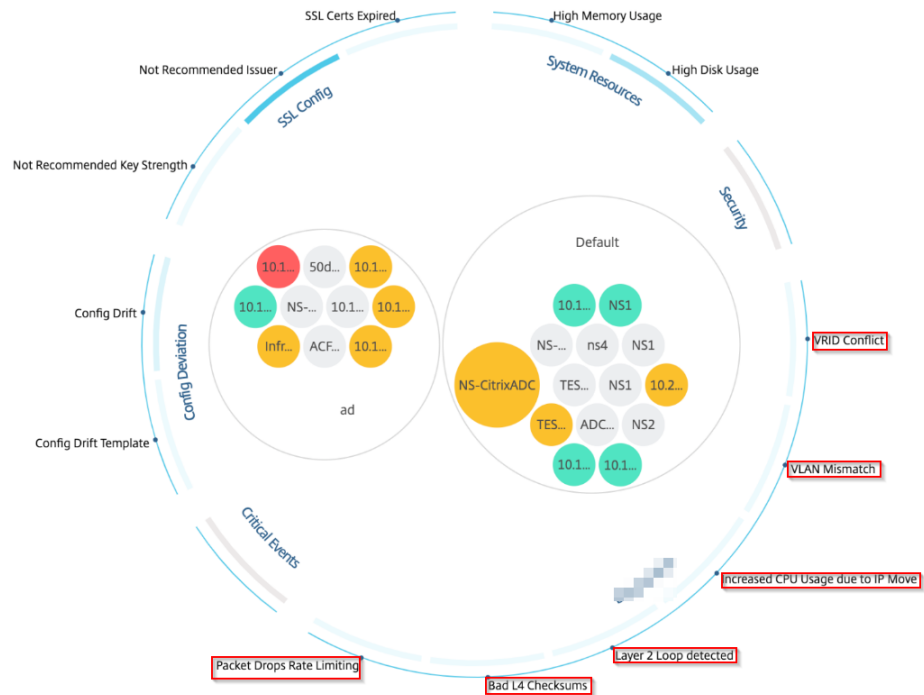 SSL Certs Expired
High Memory Usage
Not Recommended Issuer
High Disk Usage
SSL Config
System Resources
Not Recommended Key Strength
Security
Default
10.1...
50d...
10.1...
10.1...
NS-...
10.1...
10.1...
Infr...
ACF...
10.1...
ad
10.1...
NS1
NS-...
ns4
NS1
NS-CitrixADC
TES...
NS1
10.2...
TES...
ADC...
NS2
10.1...
10.1...
Config Drift
Config Deviation
Config Drift Template
VRID Conflict
VLAN Mismatch
Critical Events
Increased CPU Usage due to IP Move
Layer 2 Loop detected
Packet Drops Rate Limiting
Bad L4 Checksums